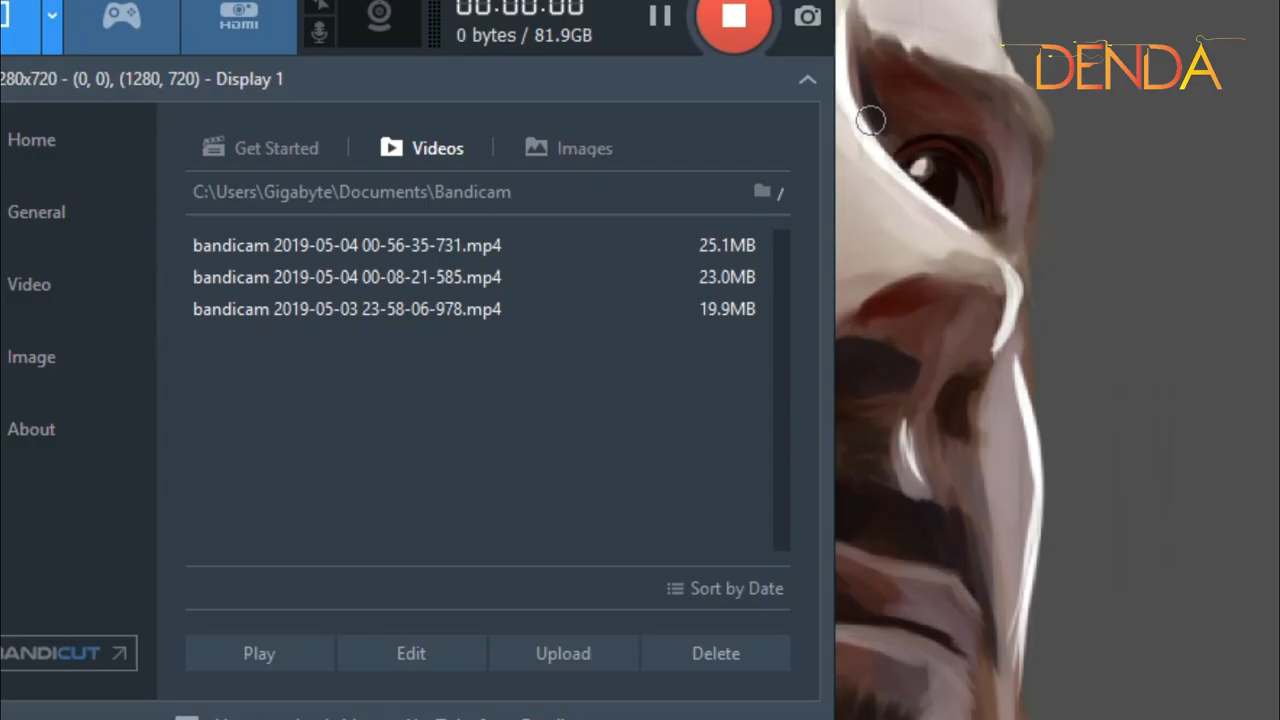 HDMI
00:00:00
0 bytes / 81.9GB
DENDA
280x720 - (0, 0), (1280, 720) - Display 1
Home
General
Video
Image
About
Get Started
Videos
Images
C:\Users\Gigabyte\Documents\Bandicam
/
bandicam 2019-05-04 00-56-35-731.mp4 25.1MB
bandicam 2019-05-04 00-08-21-585.mp4 23.0MB
bandicam 2019-05-03 23-58-06-978.mp4 19.9MB
Sort by Date
ANDICUT
Play
Edit
Upload
Delete